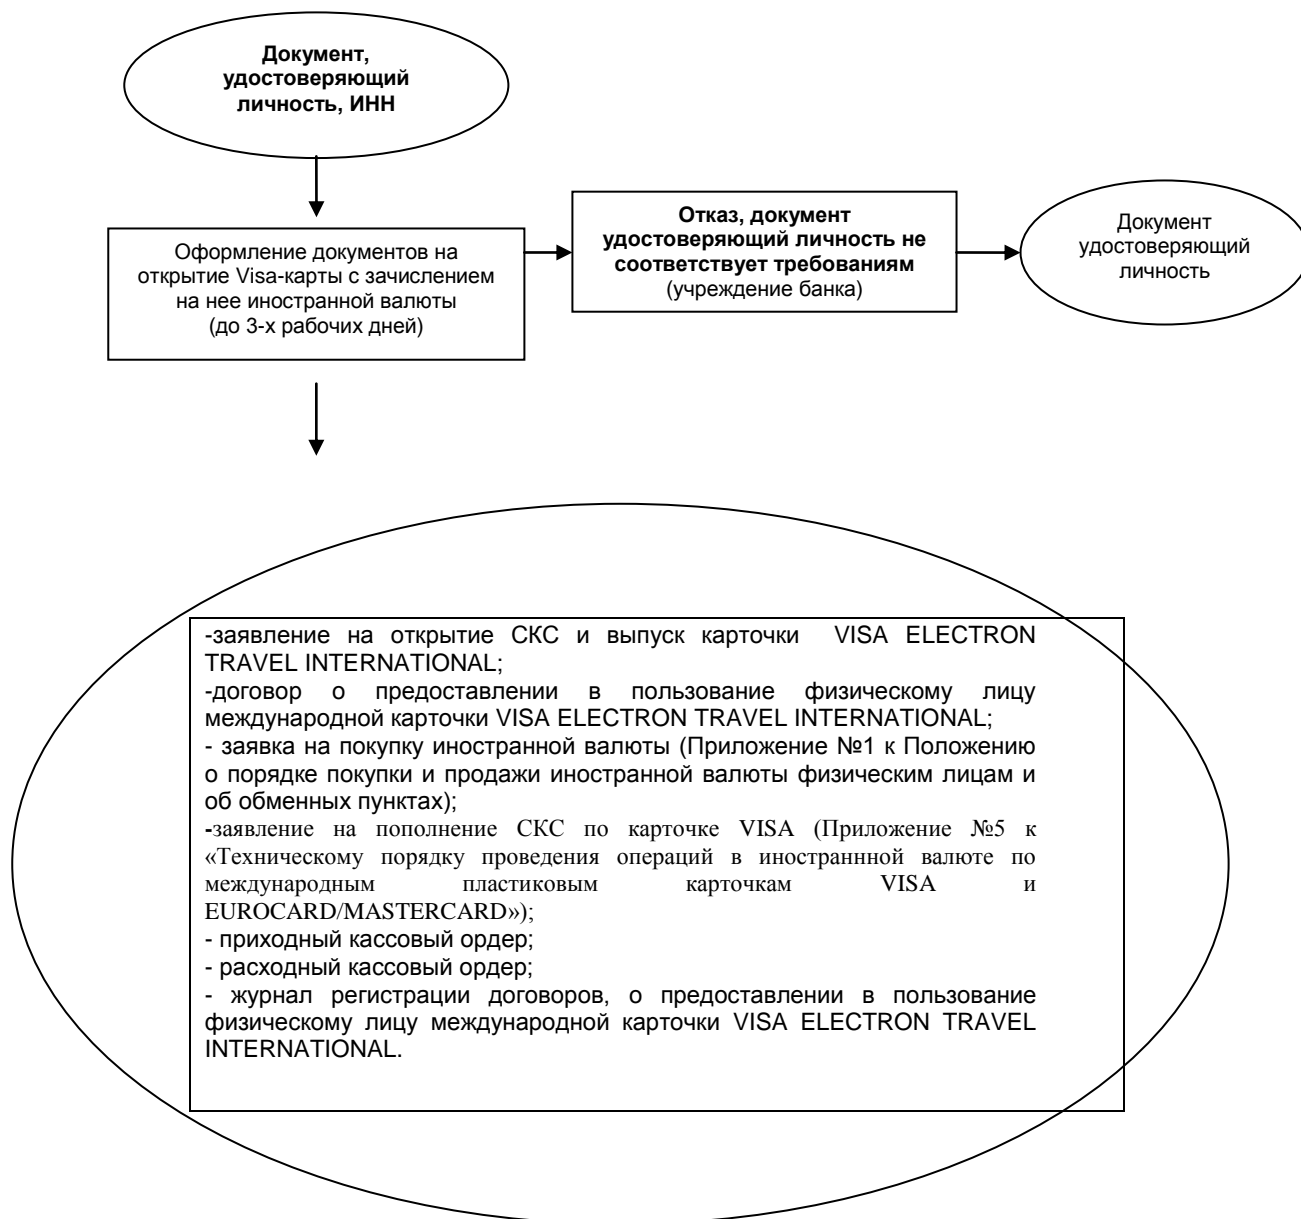 Документ,
удостоверяющий
личность, ИНН
Оформление документов на
открытие Visa-карты с зачислением
на нее иностранной валюты
(до 3-х рабочих дней)
Отказ, документ
удостоверяющий личность не
соответствует требованиям
(учреждение банка)
Документ
удостоверяющий
личность
-заявление на открытие СКС и выпуск карточки VISA ELECTRON
TRAVEL INTERNATIONAL;
-договор о предоставлении в пользование физическому лицу
международной карточки VISA ELECTRON TRAVEL INTERNATIONAL;
- заявка на покупку иностранной валюты (Приложение №1 к Положению
о порядке покупки и продажи иностранной валюты физическим лицам и
об обменных пунктах);
-заявление на пополнение СКС по карточке VISA (Приложение №5 к
«Техническому порядку проведения операций в иностраннной валюте по
международным пластиковым карточкам VISA и
EUROCARD/MASTERCARD»);
- приходный кассовый ордер;
- расходный кассовый ордер;
- журнал регистрации договоров, о предоставлении в пользование
физическому лицу международной карточки VISA ELECTRON TRAVEL
INTERNATIONAL.